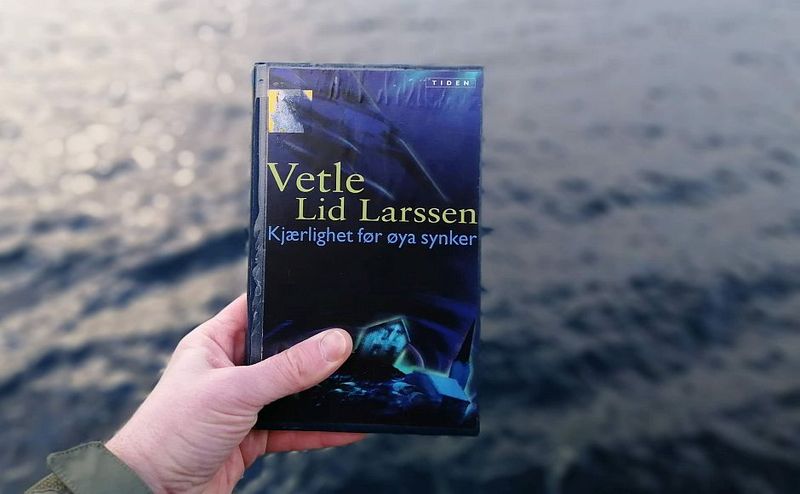 TIDEN
Vetle
Lid Larssen
Kjærlighet før øya synker